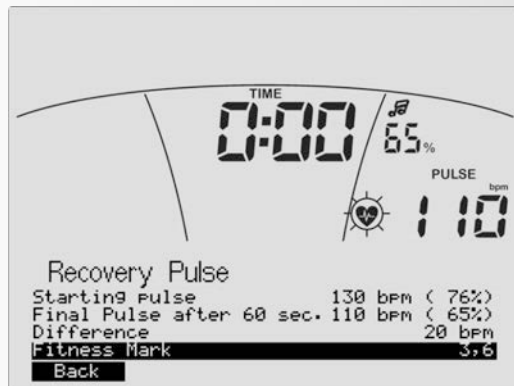 TIME
0:00
65%
PULSE
bpm
110
Recovery Pulse
Starting pulse 130 bpm ( 76%)
Final Pulse after 60 sec. 110 bpm ( 65%)
Difference 20 bpm
Fitness Mark 3,6
Back